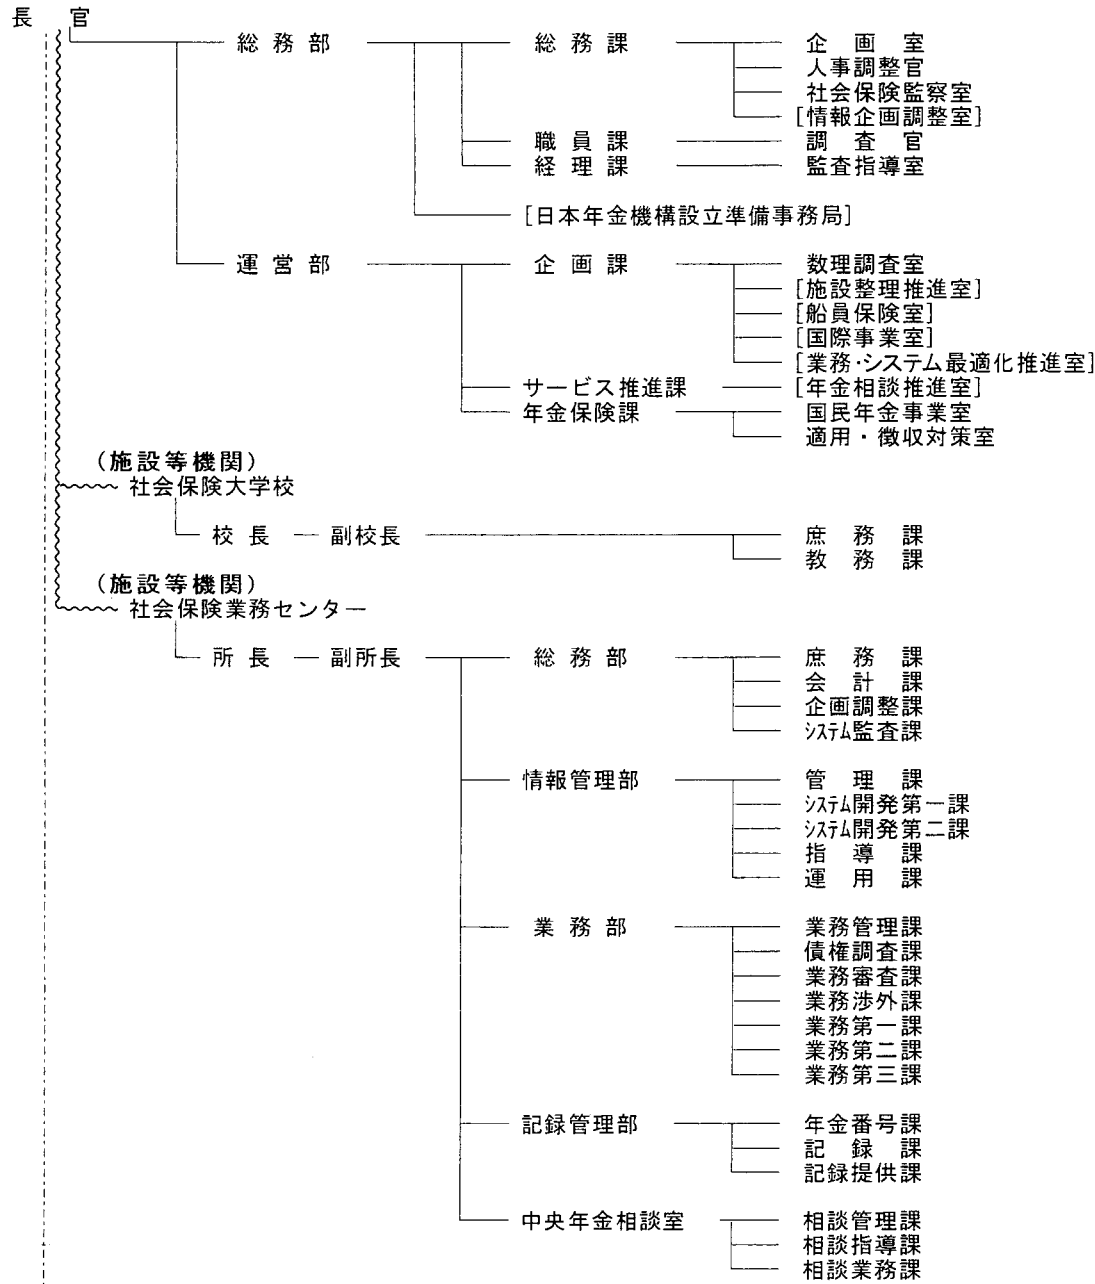 長 官
総 務 部 総 務 課 企 画 室
人事調整官
社会保険監察室
[情報企画調整室]
職 員 課 調 査 官
経 理 課 監査指導室
[日本年金機構設立準備事務局]
運 営 部 企 画 課 数理調査室
[施設整理推進室]
[船員保険室]
[国際事業室]
[業務・システム最適化推進室]
サービス推進課 [年金相談推進室]
年金保険課 国民年金事業室
適用・徴収対策室
(施設等機関)
社会保険大学校
校 長 副校長 庶 務 課
教 務 課
(施設等機関)
社会保険業務センター
所 長 副所長 総 務 部 庶 務 課
会 計 課
企画調整課
システム監査課
情報管理部 管 理 課
システム開発第一課
システム開発第二課
指 導 課
運 用 課
業 務 部 業務管理課
債権調査課
業務審査課
業務渉外課
業務第一課
業務第二課
業務第三課
記録管理部 年金番号課
記 録 課
記録提供課
中央年金相談室 相談管理課
相談指導課
相談業務課